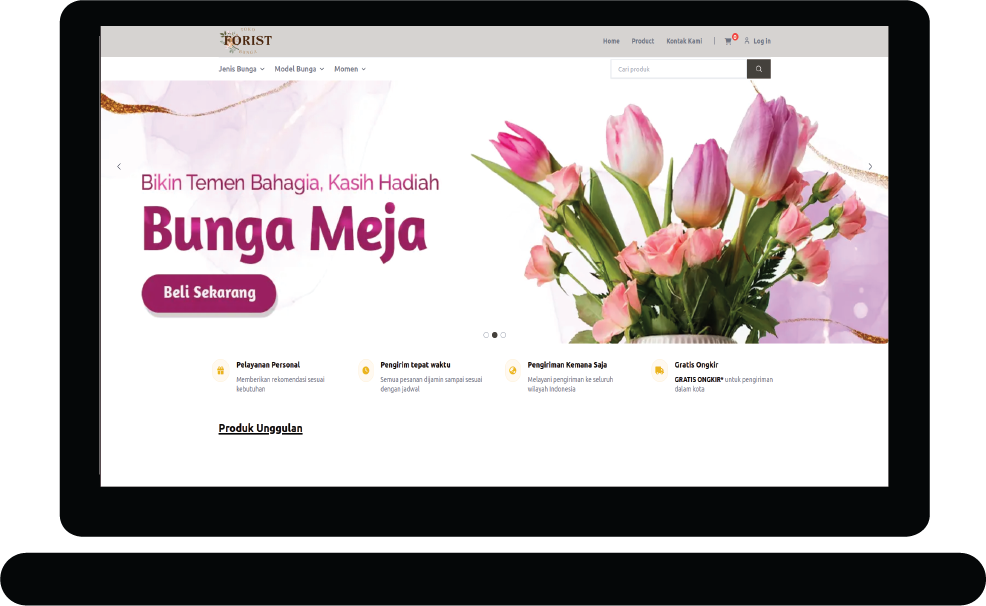 FORIST
Home Product Kontak Kami | 0 Log in
Jenis Bunga Model Bunga Momen
Cari produk
Bikin Temen Bahagia, Kasih Hadiah
Bunga Meja
Beli Sekarang
Pelayanan Personal
Memberikan rekomendasi sesuai
kebutuhan
Pengirim tepat waktu
Semua pesanan dijamin sampai sesuai
dengan jadwal
Pengiriman Kemana Saja
Melayani pengiriman ke seluruh
wilayah Indonesia
Gratis Ongkir
GRATIS ONGKIR* untuk pengiriman
dalam kota
Produk Unggulan